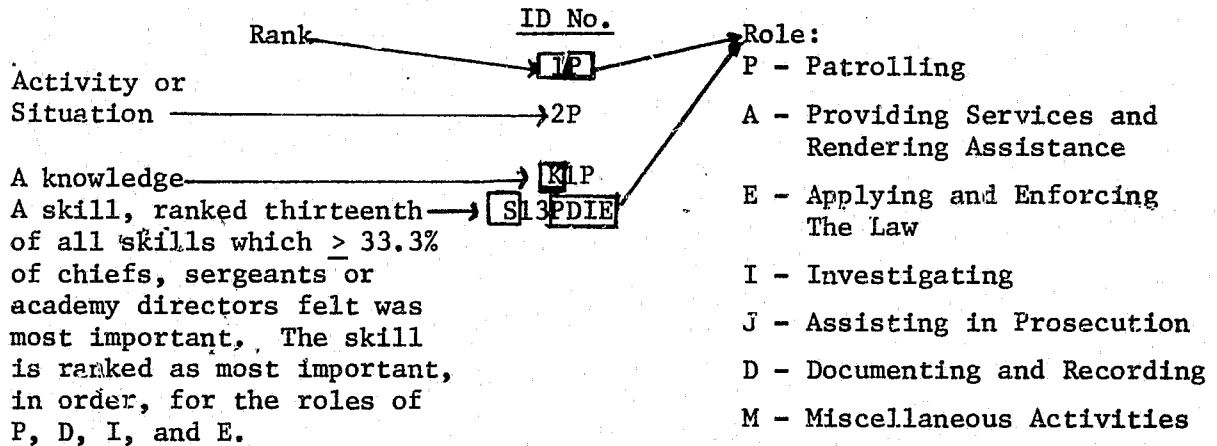 ID No.
Rank
1P
Activity or
Situation
2P
A knowledge
K1P
A skill, ranked thirteenth
S13PDIE
of all skills which ≥ 33.3%
of chiefs, sergeants or
academy directors felt was
most important. The skill
is ranked as most important,
in order, for the roles of
P, D, I, and E.
Role:
P - Patrolling
A - Providing Services and
Rendering Assistance
E - Applying and Enforcing
The Law
I - Investigating
J - Assisting in Prosecution
D - Documenting and Recording
M - Miscellaneous Activities